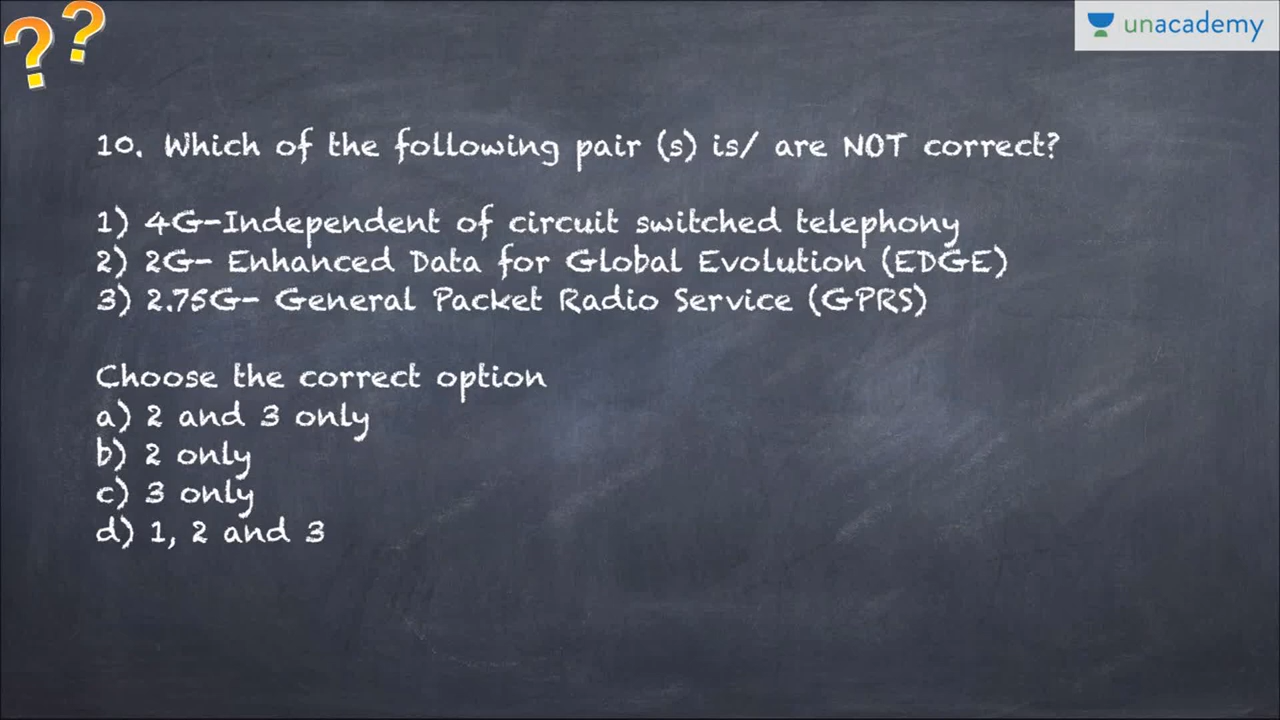 ??
unacademy
10. Which of the following pair (s) is/ are NOT correct?
1) 4G-Independent of circuit switched telephony
2) 2G- Enhanced Data for Global Evolution (EDGE)
3) 2.75G- General Packet Radio Service (GPRS)
Choose the correct option
a) 2 and 3 only
b) 2 only
c) 3 only
d) 1, 2 and 3